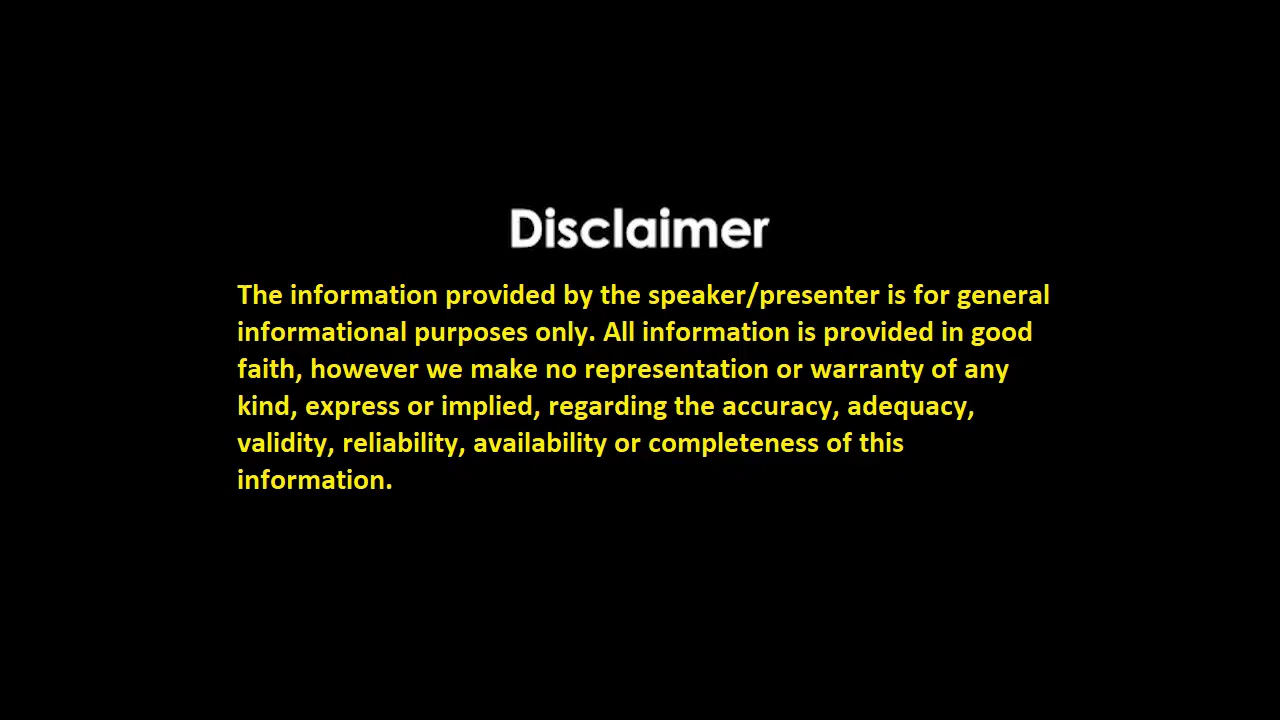 Disclaimer
The information provided by the speaker/presenter is for general
informational purposes only. All information is provided in good
faith, however we make no representation or warranty of any
kind, express or implied, regarding the accuracy, adequacy,
validity, reliability, availability or completeness of this
information.